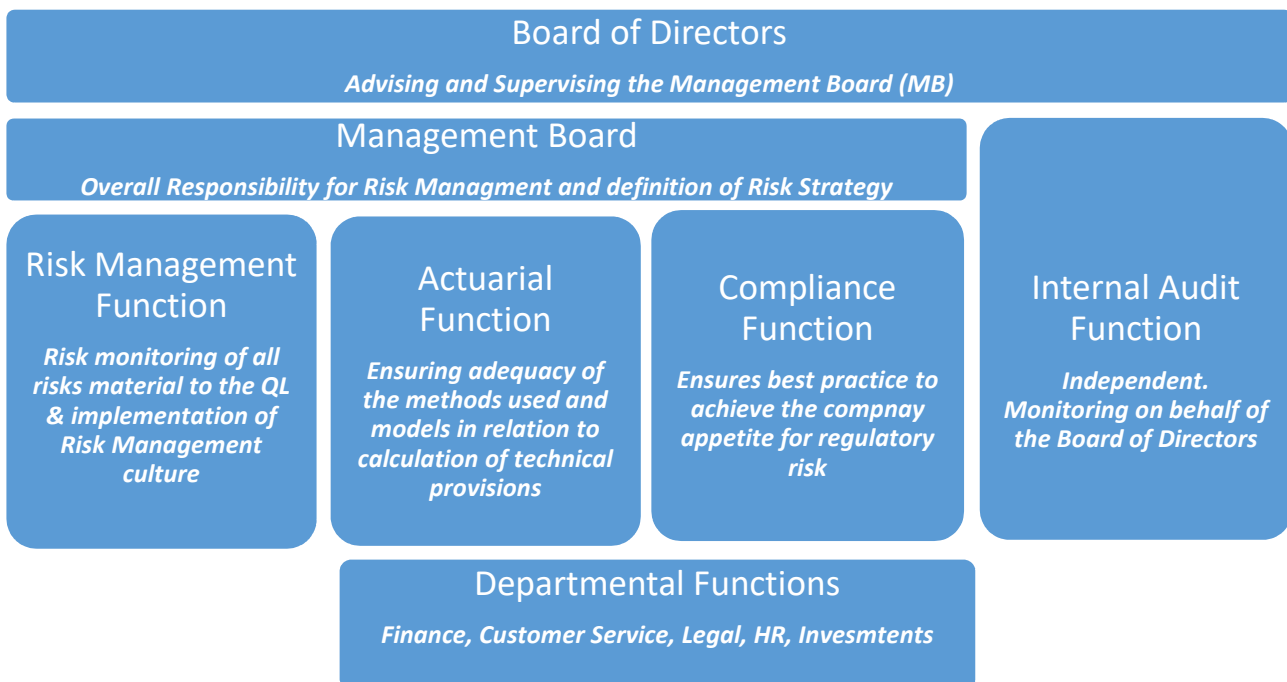 Board of Directors
Advising and Supervising the Management Board (MB)
Management Board
Overall Responsibility for Risk Managment and definition of Risk Strategy
Risk Management
Function
Risk monitoring of all
risks material to the QL
& implementation of
Risk Management
culture
Actuarial
Function
Ensuring adequacy of
the methods used and
models in relation to
calculation of technical
provisions
Compliance
Function
Ensures best practice to
achieve the compnay
appetite for regulatory
risk
Internal Audit
Function
Independent.
Monitoring on behalf of
the Board of Directors
Departmental Functions
Finance, Customer Service, Legal, HR, Invesmtents